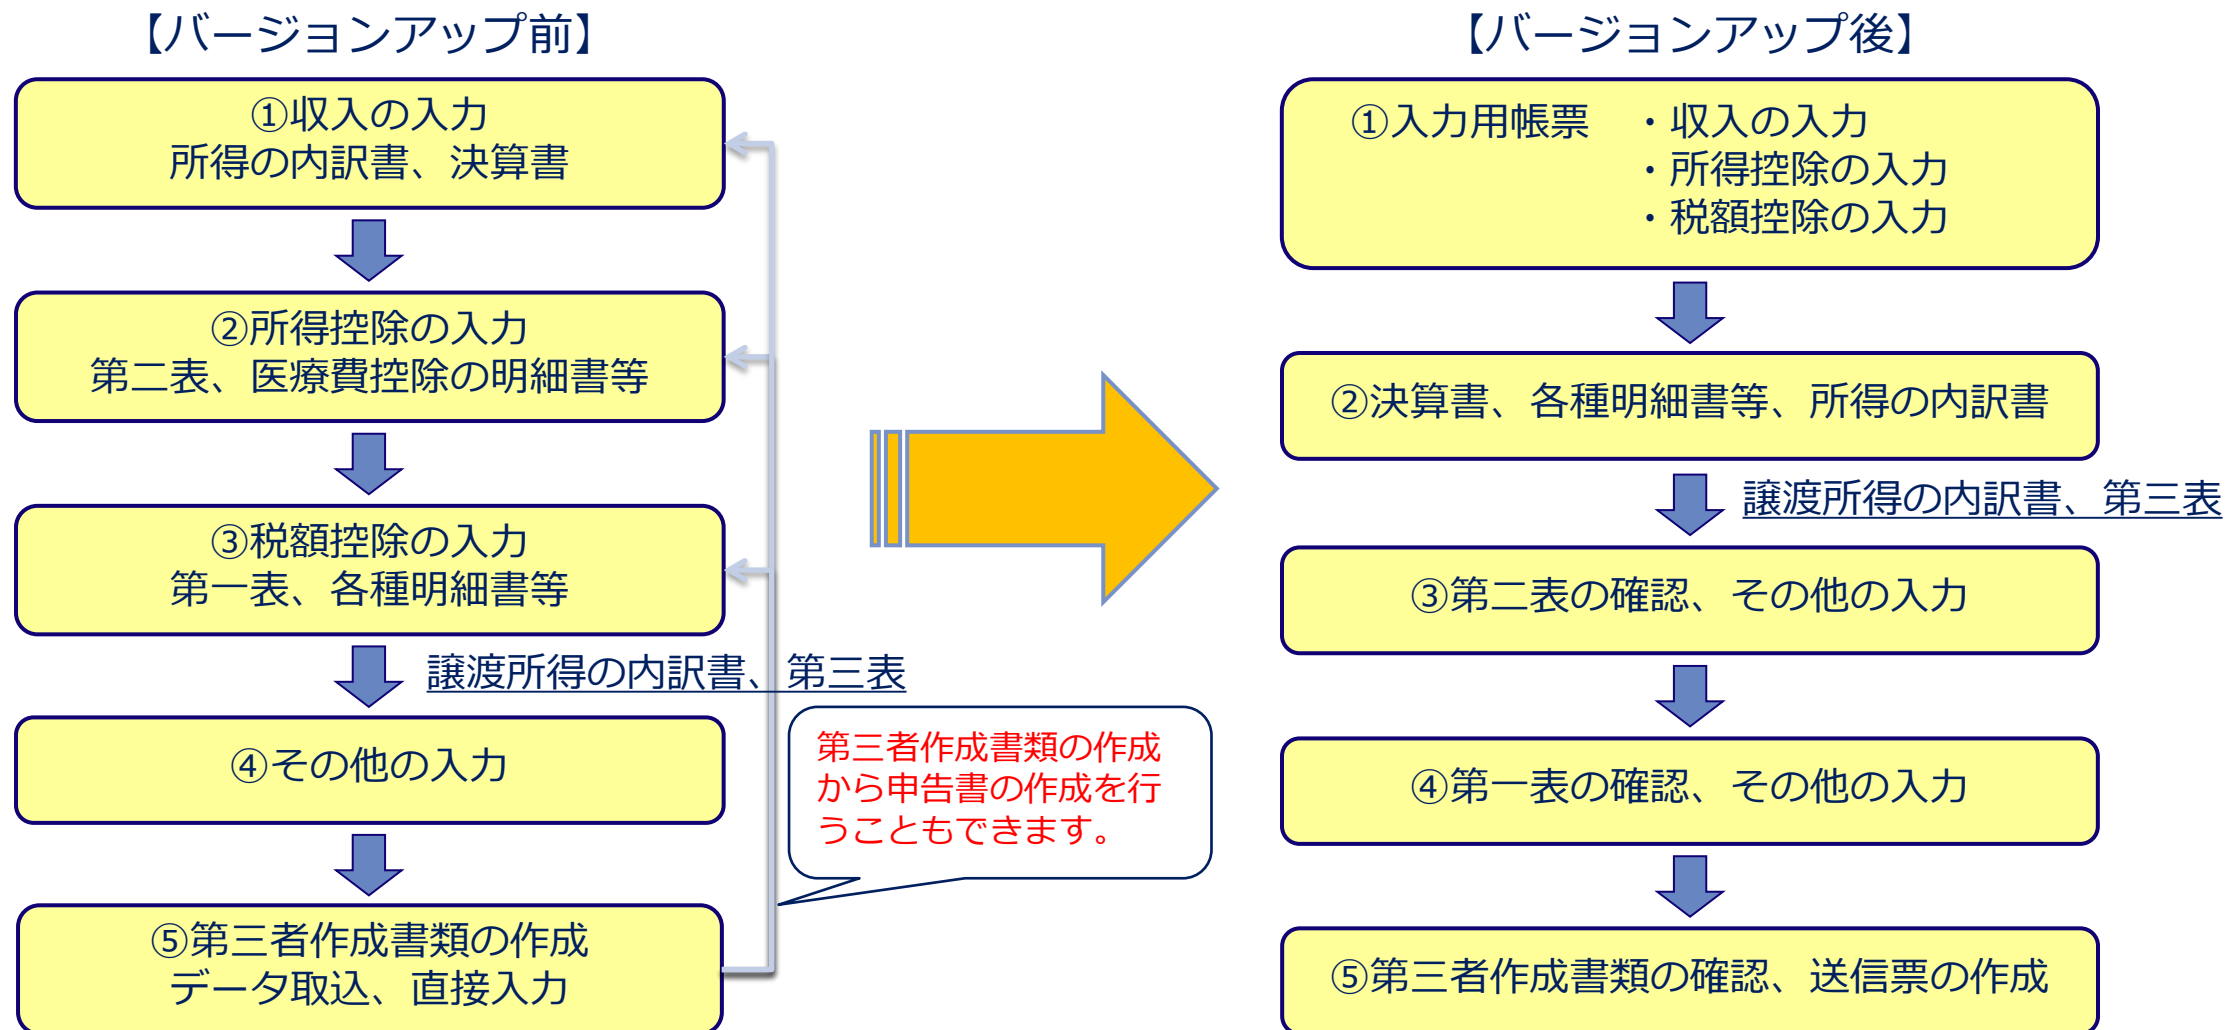 【バージョンアップ前】
①収入の入力
所得の内訳書、決算書
②所得控除の入力
第二表、医療費控除の明細書等
③税額控除の入力
第一表、各種明細書等
譲渡所得の内訳書、第三表
④その他の入力
⑤第三者作成書類の作成
データ取込、直接入力
第三者作成書類の作成
から申告書の作成を行
うこともできます。
【バージョンアップ後】
①入力用帳票　・収入の入力
・所得控除の入力
・税額控除の入力
②決算書、各種明細書等、所得の内訳書
譲渡所得の内訳書、第三表
③第二表の確認、その他の入力
④第一表の確認、その他の入力
⑤第三者作成書類の確認、送信票の作成